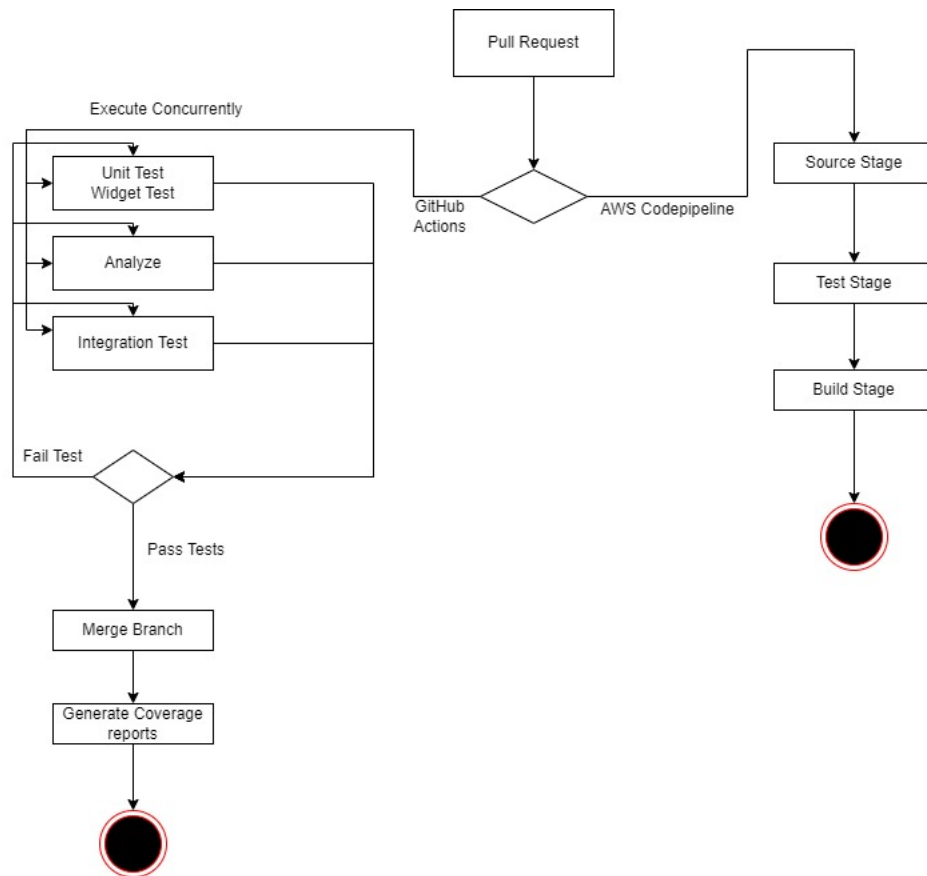 Pull Request
Execute Concurrently
Unit Test
Widget Test
Source Stage
GitHub
Actions
AWS Codepipeline
Analyze
Test Stage
Integration Test
Build Stage
Fail Test
Pass Tests
Merge Branch
Generate Coverage
reports